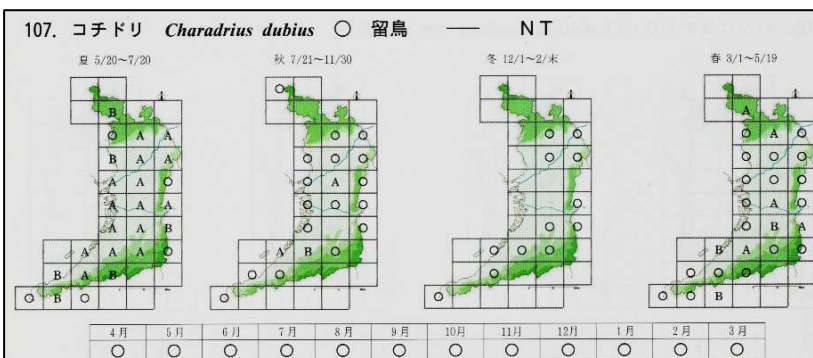 107. コチドリ Charadrius dubius ○ 留鳥 ── NT
夏 5/20～7/20
B
○ A A
B A A
A A ○
A A A
A A B
A A A ○
B A B
○ B ○
秋 7/21～11/30
○
○ ○
○ ○ ○
○ A ○
○ ○ ○
○ ○ ○
A B ○
○ ○
○
冬 12/1～2/末
○ ○
○ ○
○
○ ○
○ ○ ○ ○
○
○
春 3/1～5/19
A
○ A ○
○ ○ ○
○ ○ ○
○ ○ A
○ B A
B A ○ ○
○ ○ ○
○ ○ B
4月 5月 6月 7月 8月 9月 10月 11月 12月 1月 2月 3月
○ ○ ○ ○ ○ ○ ○ ○ ○ ○ ○ ○